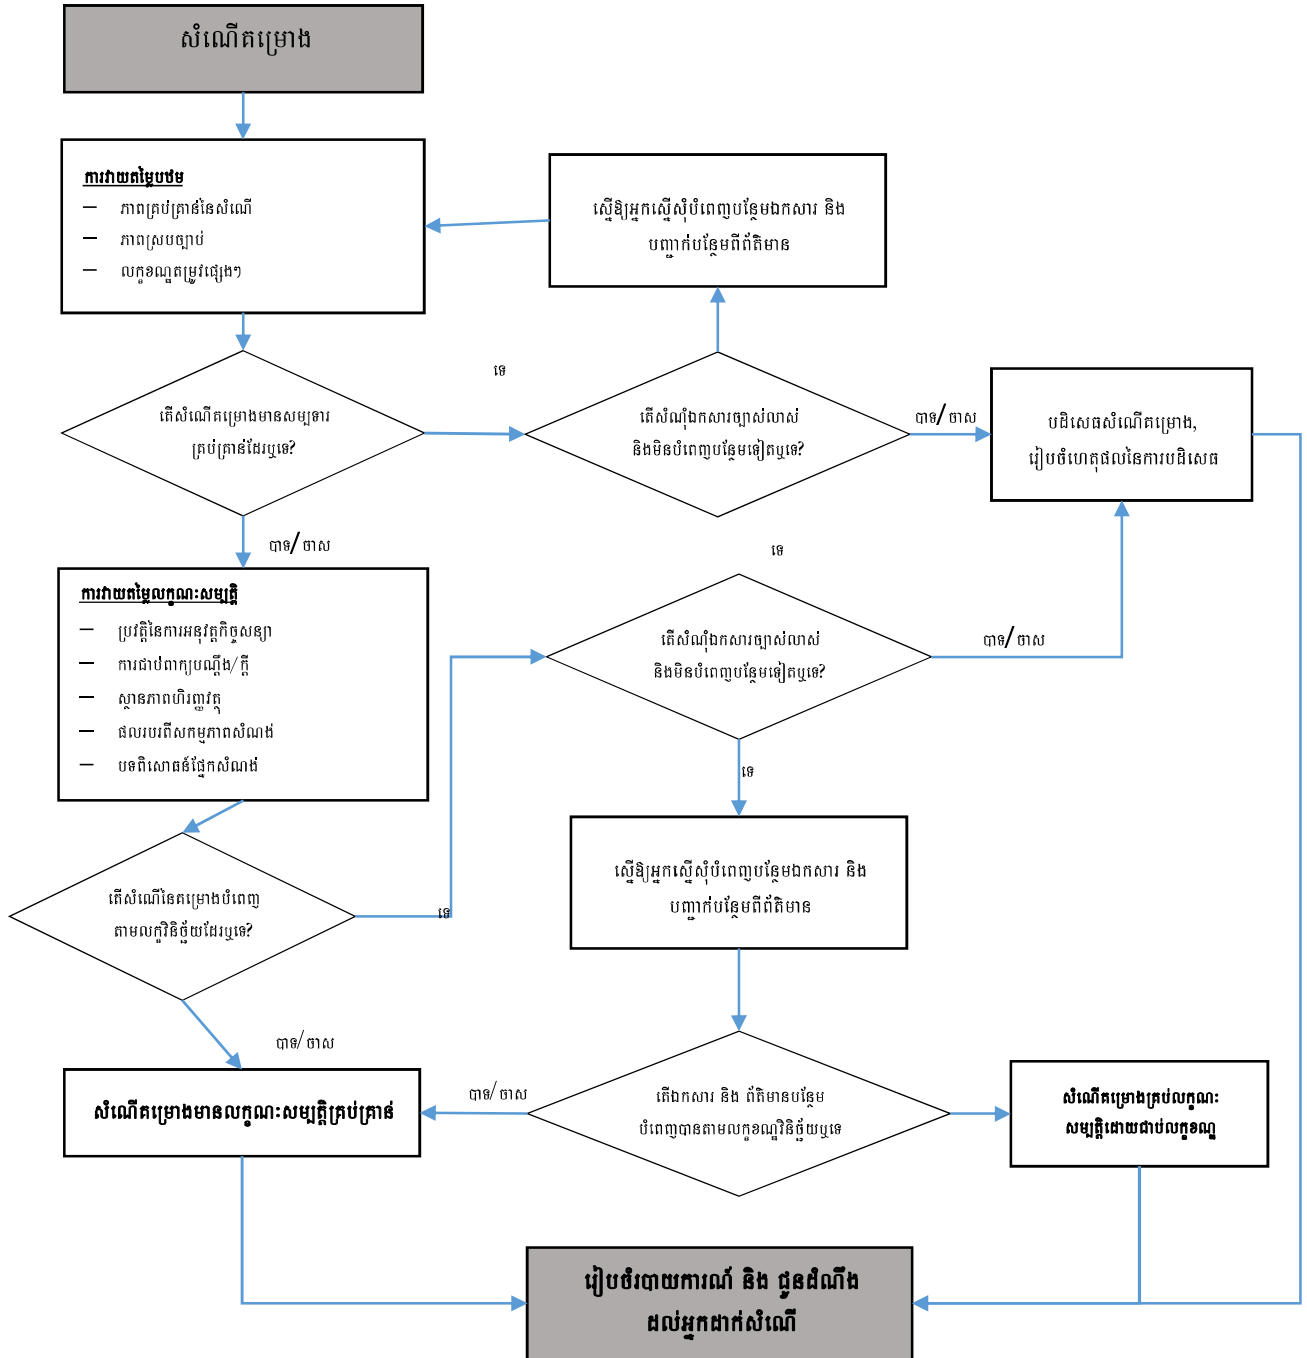 សំណើគម្រោង
ការវាយតម្លៃបឋម
– ភាពគ្រប់គ្រាន់នៃសំណើ
– ភាពស្របច្បាប់
– លក្ខខណ្ឌតម្រូវផ្សេងៗ
ស្នើឱ្យអ្នកស្នើសុំបំពេញបន្ថែមឯកសារ និង
បញ្ជាក់បន្ថែមពីព័ត៌មាន
ទេ
តើសំណើគម្រោងមានសម្បទារ
គ្រប់គ្រាន់ដែរឬទេ?
តើសំណុំឯកសារច្បាស់លាស់
និងមិនបំពេញបន្ថែមទៀតឬទេ?
បាទ/ ចាស
បដិសេធសំណើគម្រោង,
រៀបចំហេតុផលនៃការបដិសេធ
បាទ/ ចាស
ទេ
ការវាយតម្លៃលក្ខណៈសម្បត្តិ
– ប្រវត្តិនៃការអនុវត្តកិច្ចសន្យា
– ការជាប់ពាក្យបណ្ដឹង/ក្ដី
– ស្ថានភាពហិរញ្ញវត្ថុ
– ផលរបរពីសកម្មភាពសំណង់
– បទពិសោធន៍ផ្នែកសំណង់
តើសំណុំឯកសារច្បាស់លាស់
និងមិនបំពេញបន្ថែមទៀតឬទេ?
បាទ/ ចាស
ទេ
តើសំណើនៃគម្រោងបំពេញ
តាមលក្ខវិនិច្ឆ័យដែរឬទេ?
ទេ
ស្នើឱ្យអ្នកស្នើសុំបំពេញបន្ថែមឯកសារ និង
បញ្ជាក់បន្ថែមពីព័ត៌មាន
បាទ/ ចាស
សំណើគម្រោងមានលក្ខណៈសម្បត្តិគ្រប់គ្រាន់
បាទ/ ចាស
តើឯកសារ និង ព័ត៌មានបន្ថែម
បំពេញបានតាមលក្ខខណ្ឌវិនិច្ឆ័យឬទេ
សំណើគម្រោងគ្រប់លក្ខណៈ
សម្បត្តិដោយជាប់លក្ខខណ្ឌ
រៀបចំរបាយការណ៍ និង ជូនដំណឹង
ដល់អ្នកដាក់សំណើ